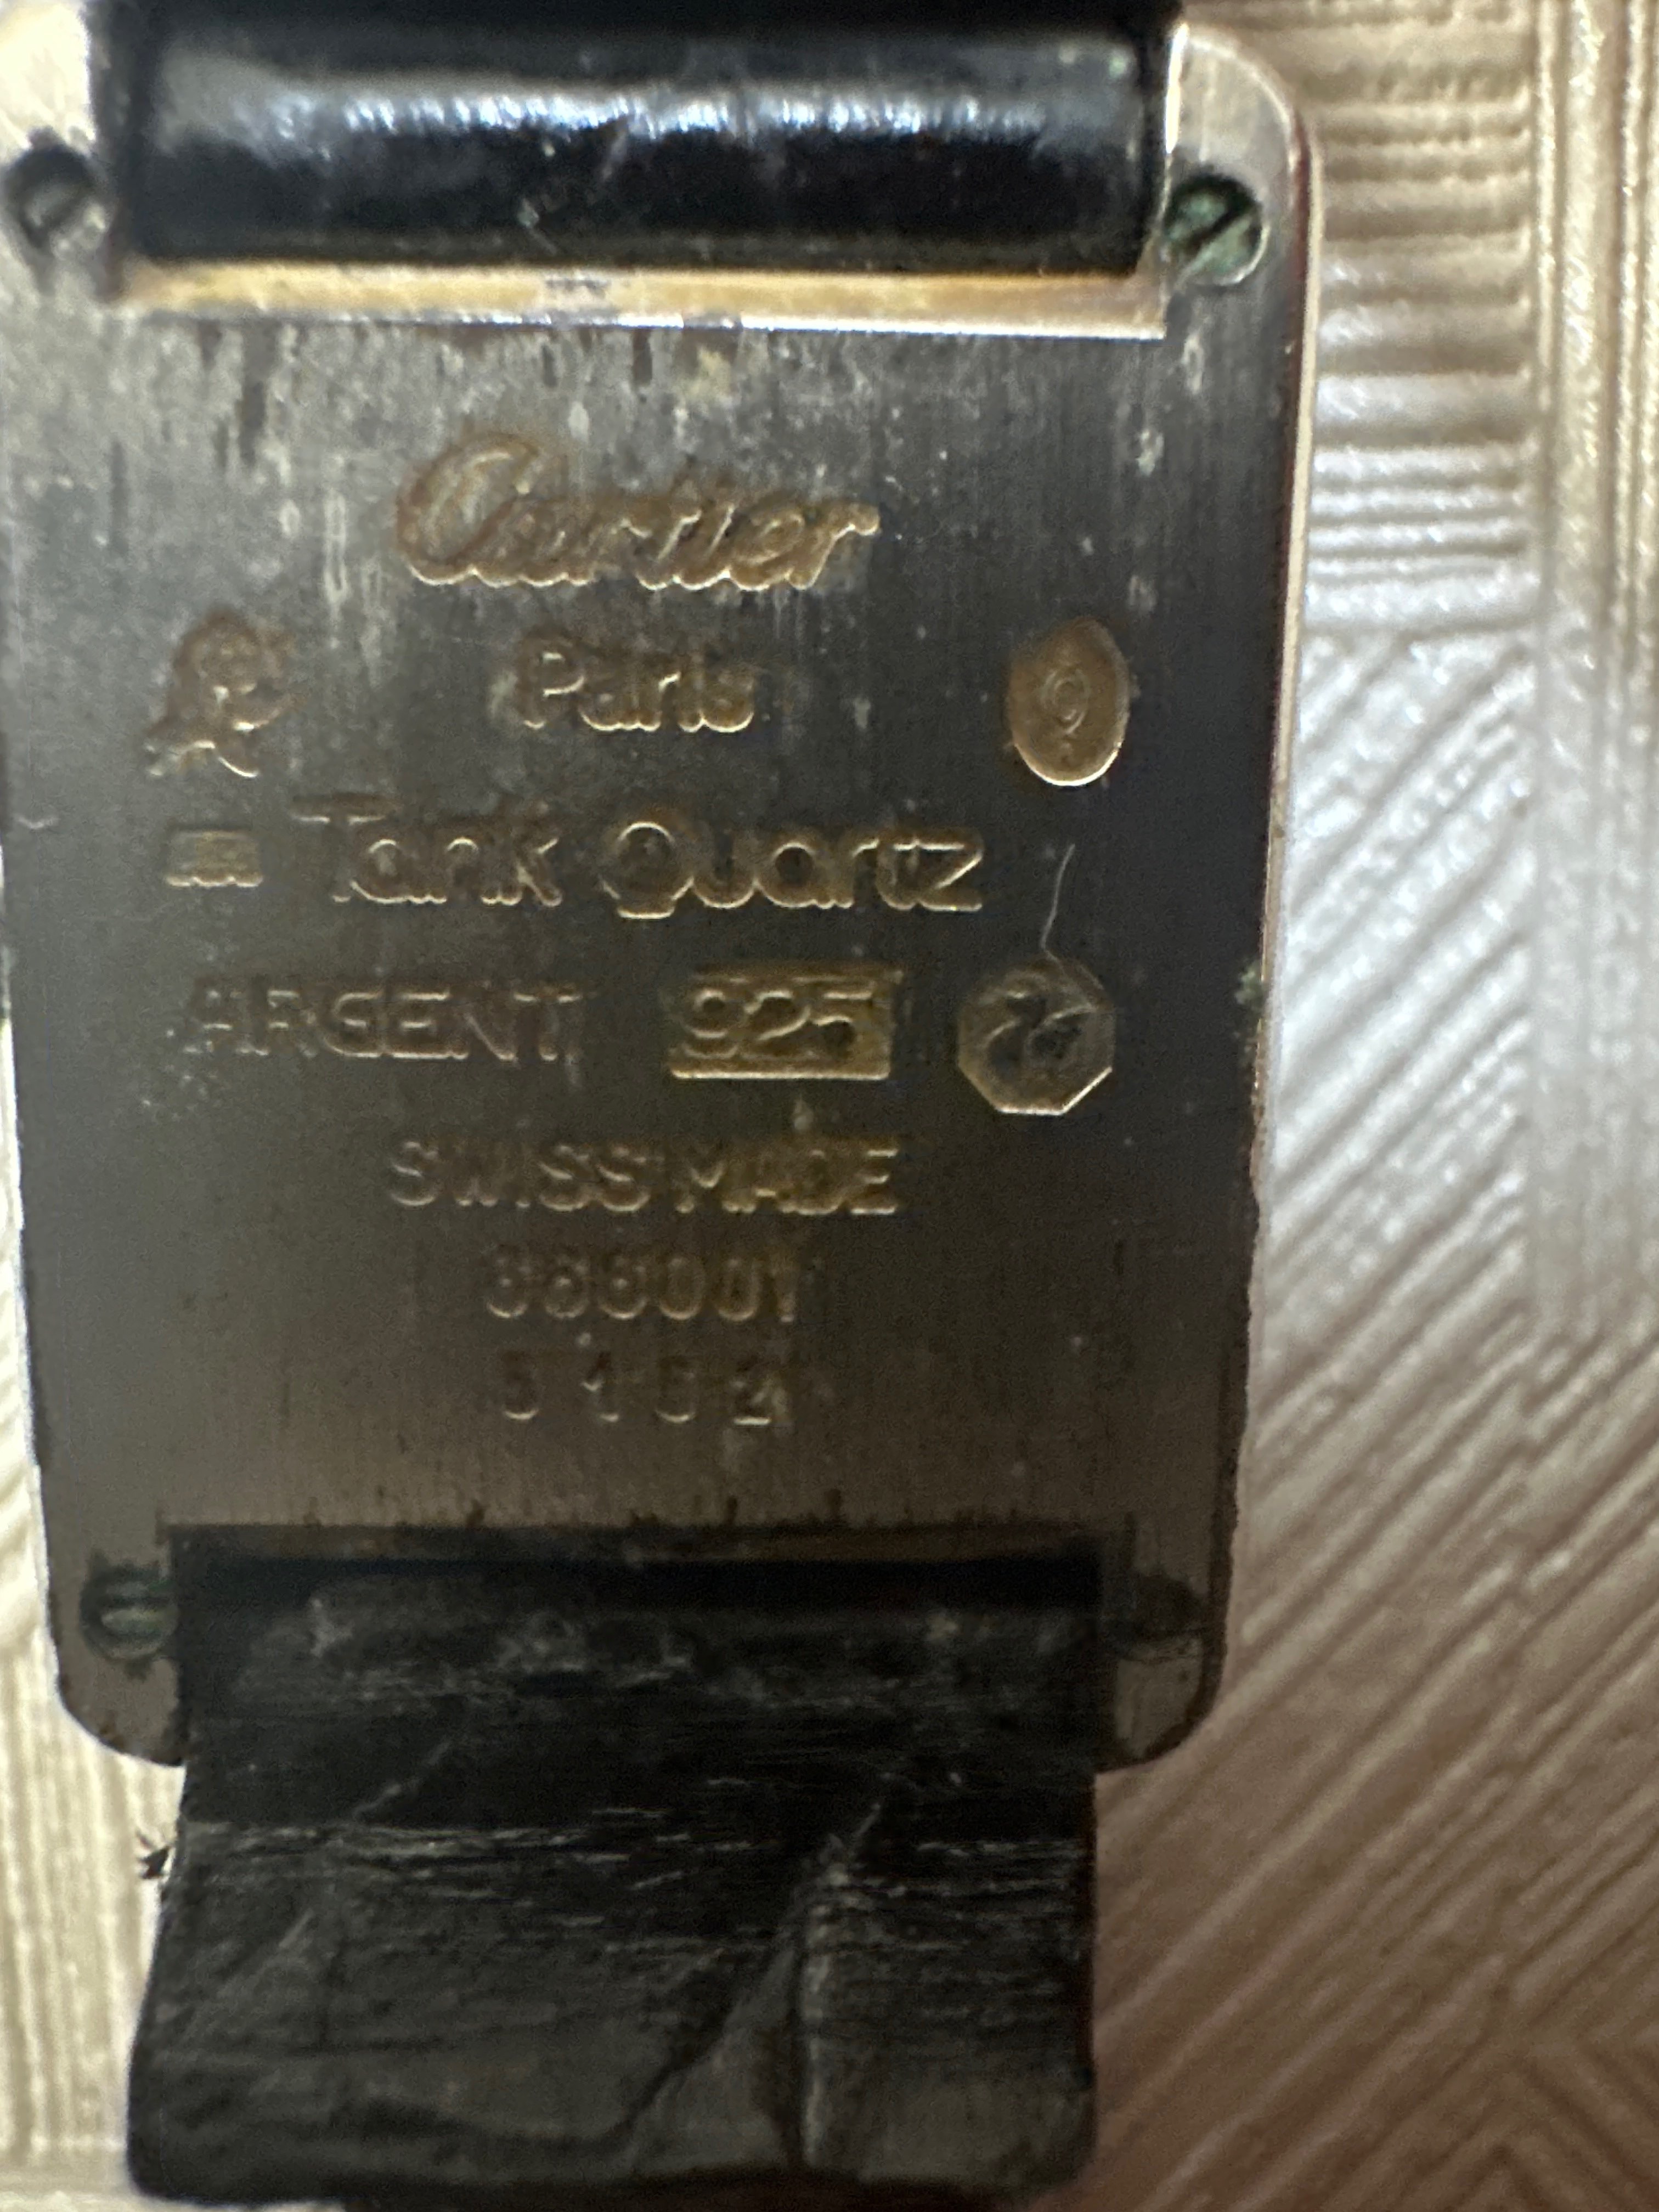 Cartier
Paris
Tank Quartz
ARGENT 925
SWISS MADE